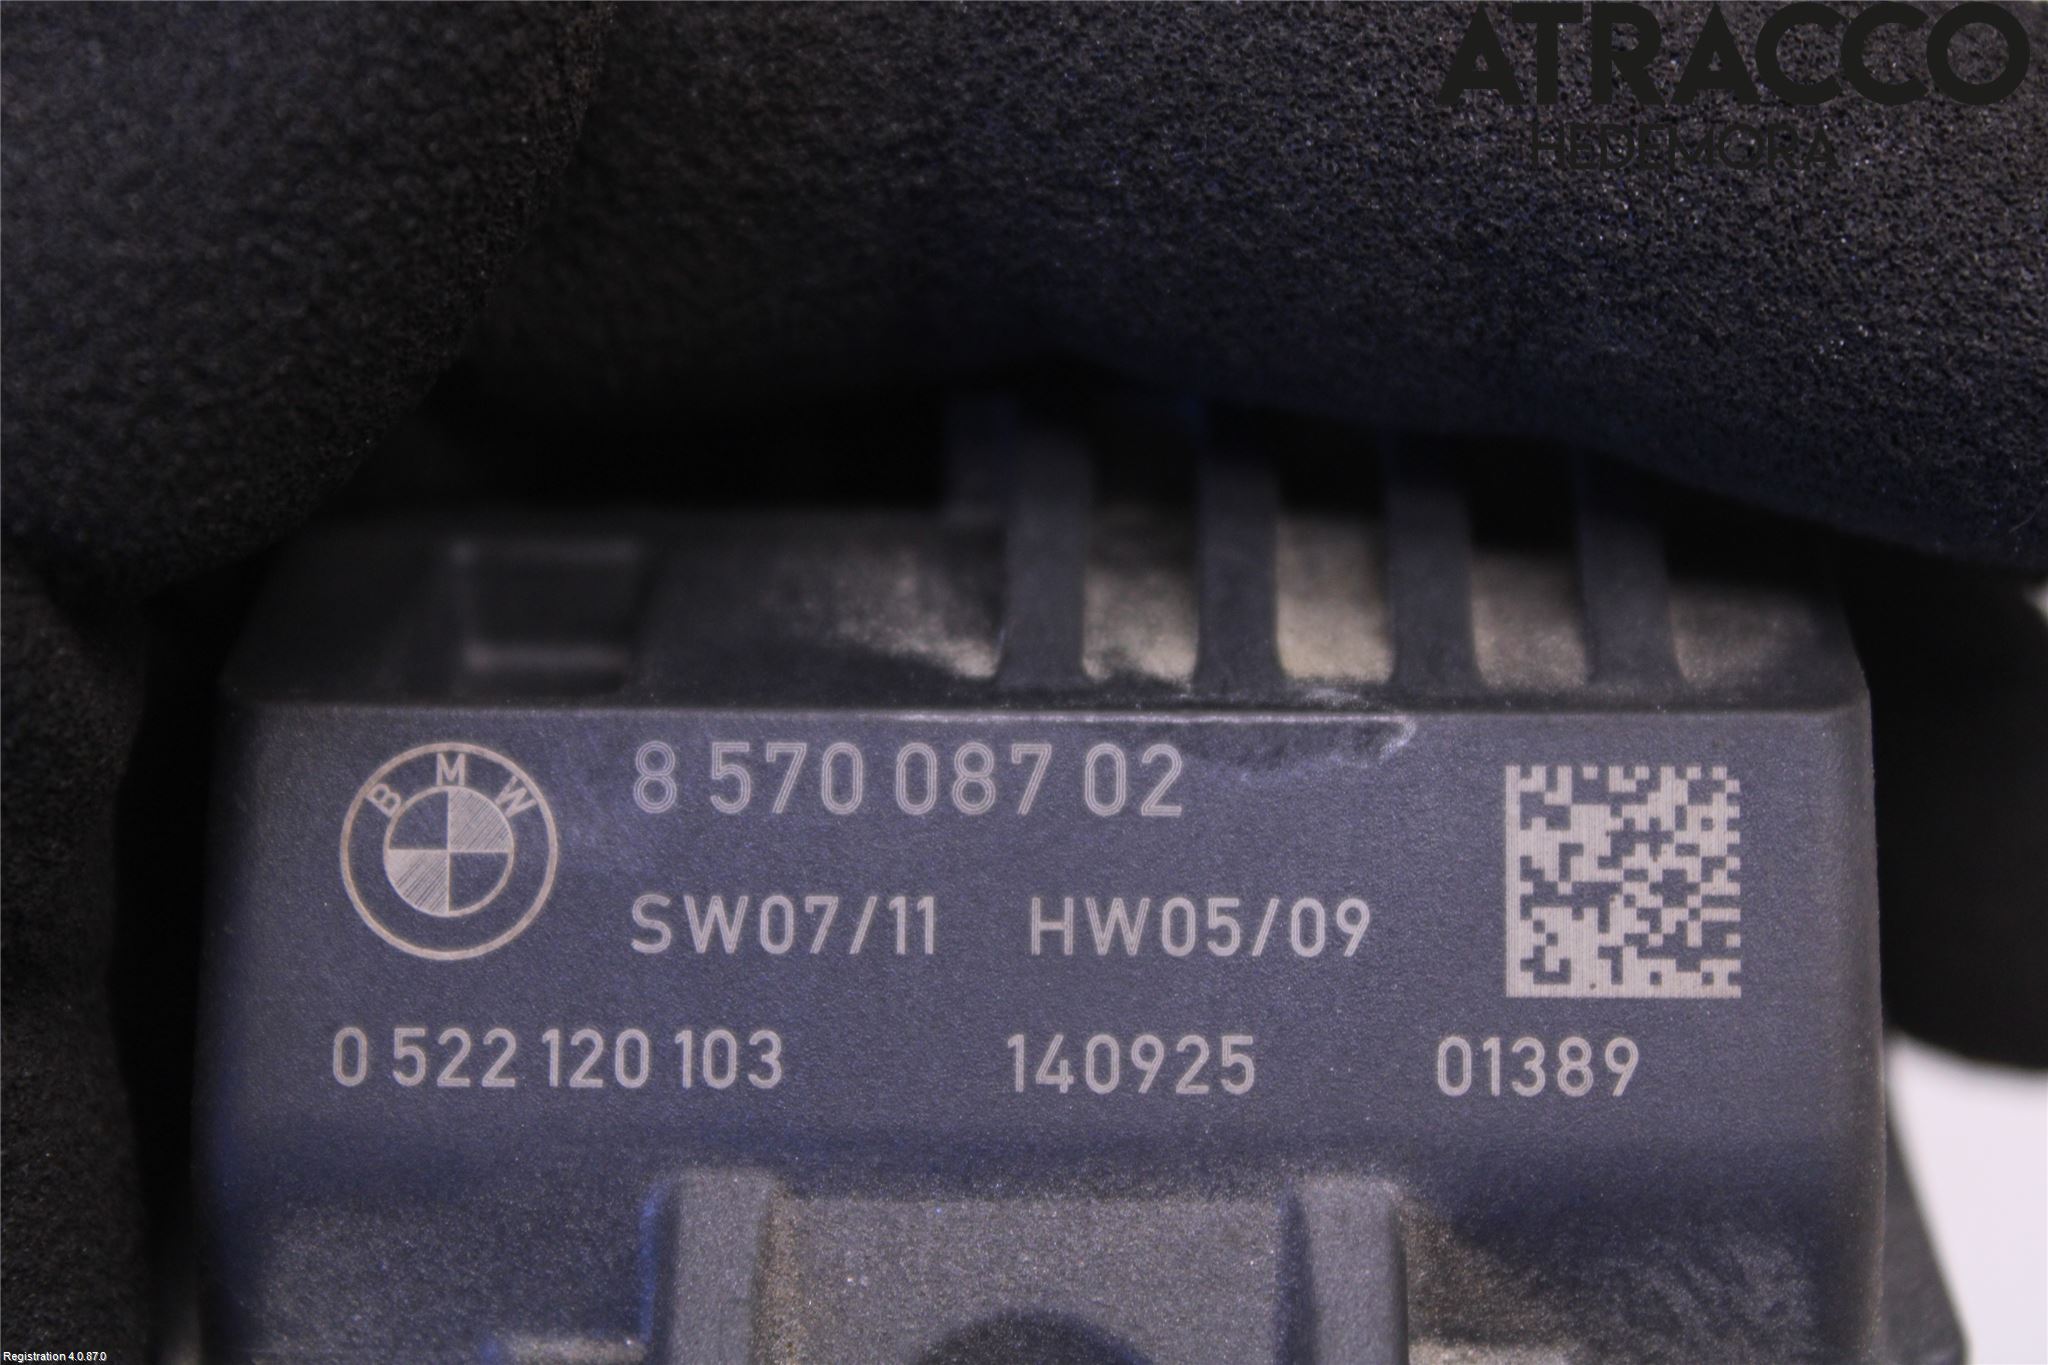 ATRACCO
HEDEMORA
BMW
8 570 087 02
SW07/11 HW05/09
0 522 120 103 140925 01389
Registration 4.0.87.0